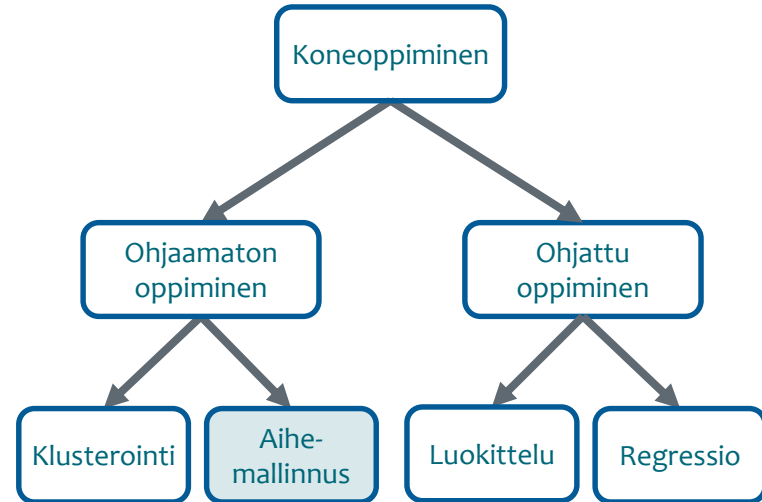 Koneoppiminen
Ohjaamaton
oppiminen
Ohjattu
oppiminen
Klusterointi
Aihe-
mallinnus
Luokittelu
Regressio